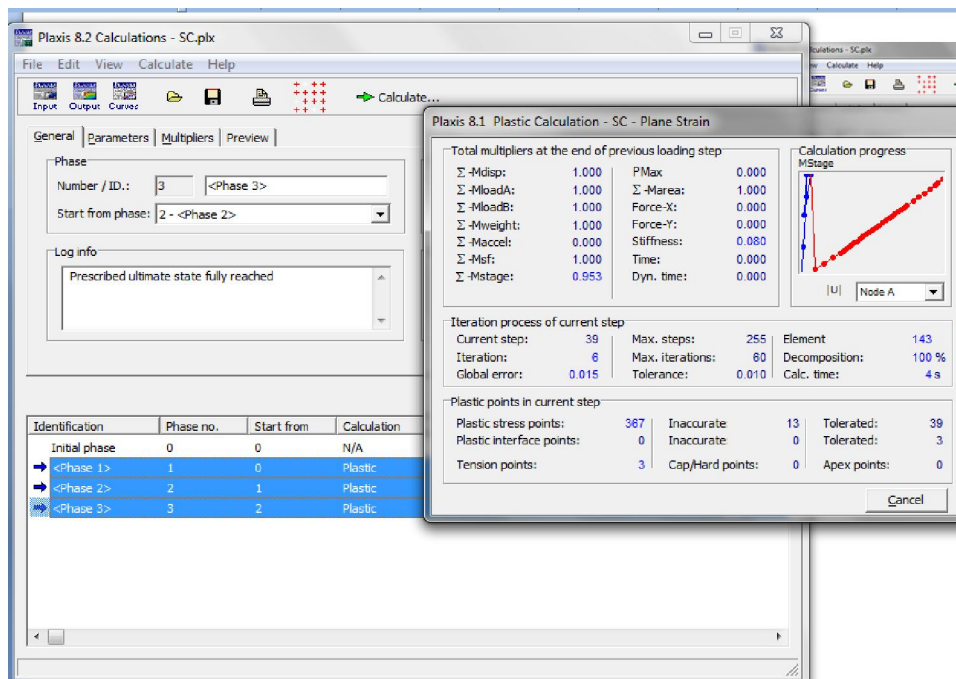 Plaxis 8.2 Calculations - SC.plx
File Edit View Calculate Help
Input Output Curves Calculate...
General Parameters Multipliers Preview
Phase
Number / ID.: 3 <Phase 3>
Start from phase: 2 - <Phase 2>
Log info
Prescribed ultimate state fully reached
Identification Phase no. Start from Calculation
Initial phase 0 0 N/A
<Phase 1> 1 0 Plastic
<Phase 2> 2 1 Plastic
<Phase 3> 3 2 Plastic
culations - SC.plx
Calculate Help
Plaxis 8.1 Plastic Calculation - SC - Plane Strain
Total multipliers at the end of previous loading step
Σ -Mdisp: 1.000 PMax 0.000
Σ -MloadA: 1.000 Σ -Marea: 1.000
Σ -MloadB: 1.000 Force-X: 0.000
Σ -Mweight: 1.000 Force-Y: 0.000
Σ -Maccel: 0.000 Stiffness: 0.080
Σ -Msf: 1.000 Time: 0.000
Σ -Mstage: 0.953 Dyn. time: 0.000
Calculation progress
MStage
|U| Node A
Iteration process of current step
Current step: 39 Max. steps: 255 Element 143
Iteration: 6 Max. iterations: 60 Decomposition: 100 %
Global error: 0.015 Tolerance: 0.010 Calc. time: 4 s
Plastic points in current step
Plastic stress points: 367 Inaccurate 13 Tolerated: 39
Plastic interface points: 0 Inaccurate 0 Tolerated: 3
Tension points: 3 Cap/Hard points: 0 Apex points: 0
Cancel